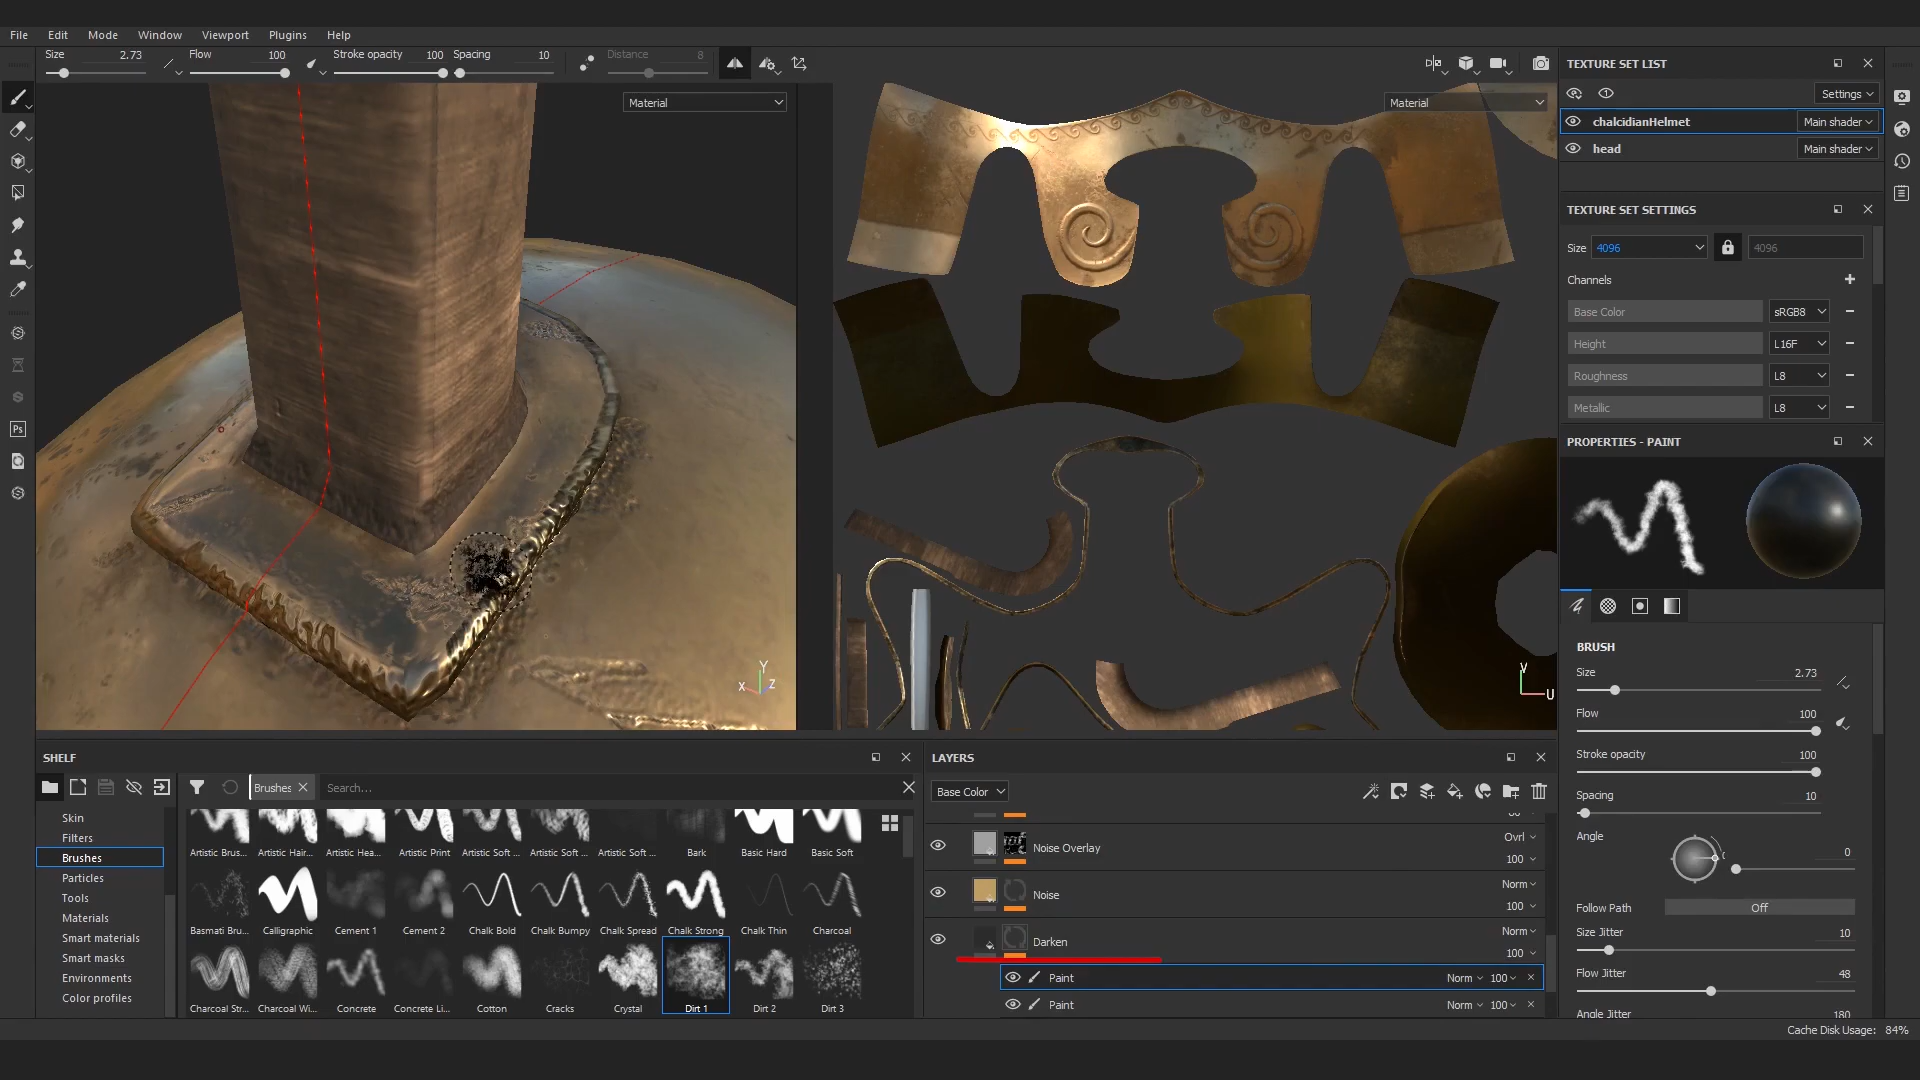 File Edit Mode Window Viewport Plugins Help
Size 2.73 Flow 100 Stroke opacity 100 Spacing 10 Distance 8
Material
Material
Y
X Z
V
U
Ps
TEXTURE SET LIST
Settings
chalcidianHelmet Main shader
head Main shader
TEXTURE SET SETTINGS
Size 4096 4096
Channels
Base Color sRGB8
Height L16F
Roughness L8
Metallic L8
PROPERTIES - PAINT
BRUSH
Size 2.73
Flow 100
Stroke opacity 100
Spacing 10
Angle 0
Follow Path Off
Size Jitter 10
Flow Jitter 48
Angle Jitter 180
SHELF
Brushes Search...
Skin
Filters
Brushes
Particles
Tools
Materials
Smart materials
Smart masks
Environments
Color profiles
Artistic Brus... Artistic Hair... Artistic Hea... Artistic Print Artistic Soft ... Artistic Soft ... Artistic Soft ... Bark Basic Hard Basic Soft
Basmati Bru... Calligraphic Cement 1 Cement 2 Chalk Bold Chalk Bumpy Chalk Spread Chalk Strong Chalk Thin Charcoal
Charcoal Str... Charcoal Wi... Concrete Concrete Li... Cotton Cracks Crystal Dirt 1 Dirt 2 Dirt 3
LAYERS
Base Color
Noise Overlay Ovrl 100
Noise Norm 100
Darken Norm 100
Paint Norm 100
Paint Norm 100
Cache Disk Usage: 84%